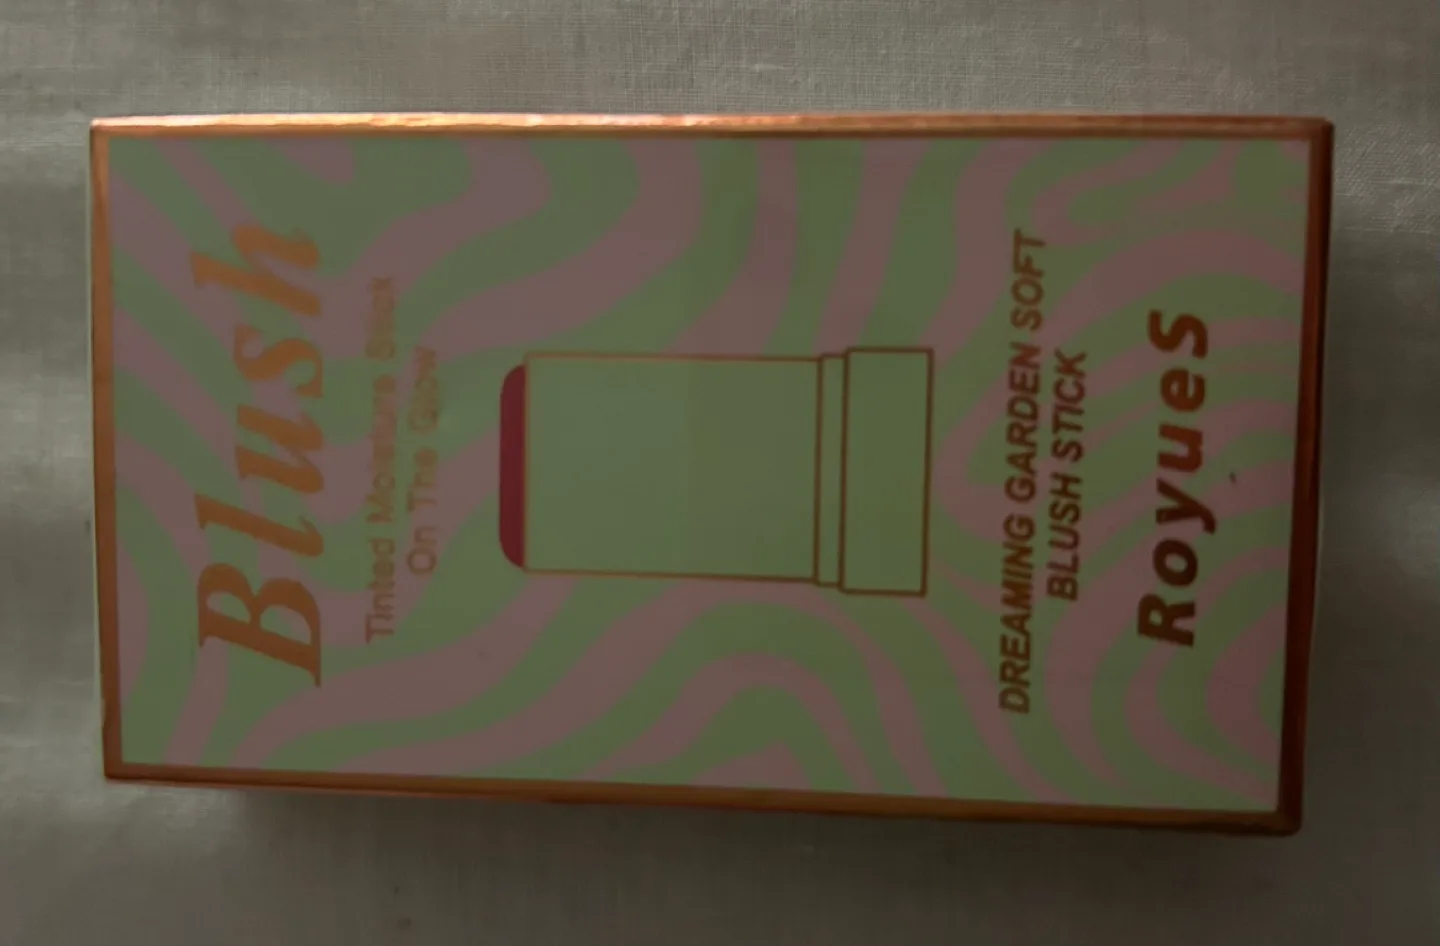 Blush
Tinted Moisture Stick
On The Glow
DREAMING GARDEN SOFT
BLUSH STICK
RoyueS